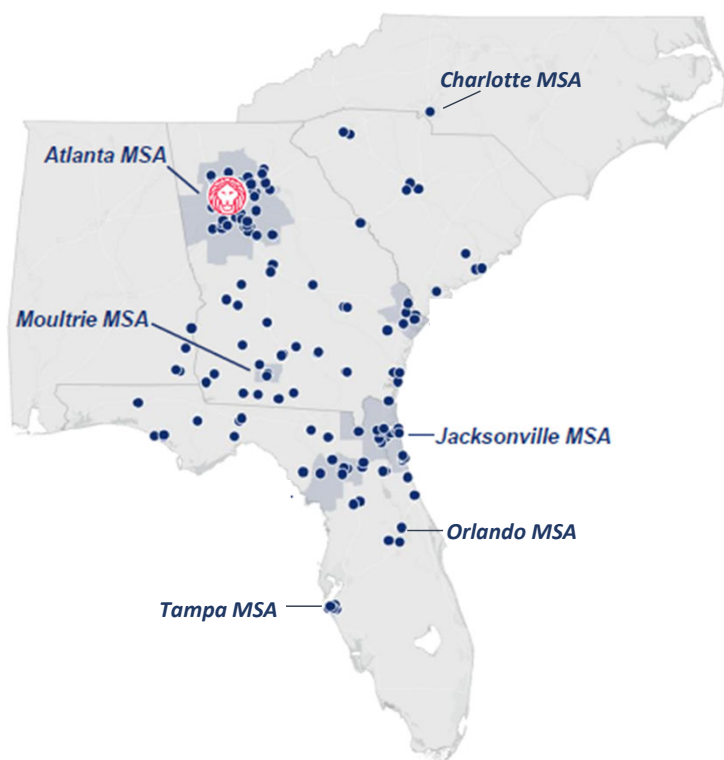 Charlotte MSA
Atlanta MSA
Moultrie MSA
Jacksonville MSA
Orlando MSA
Tampa MSA